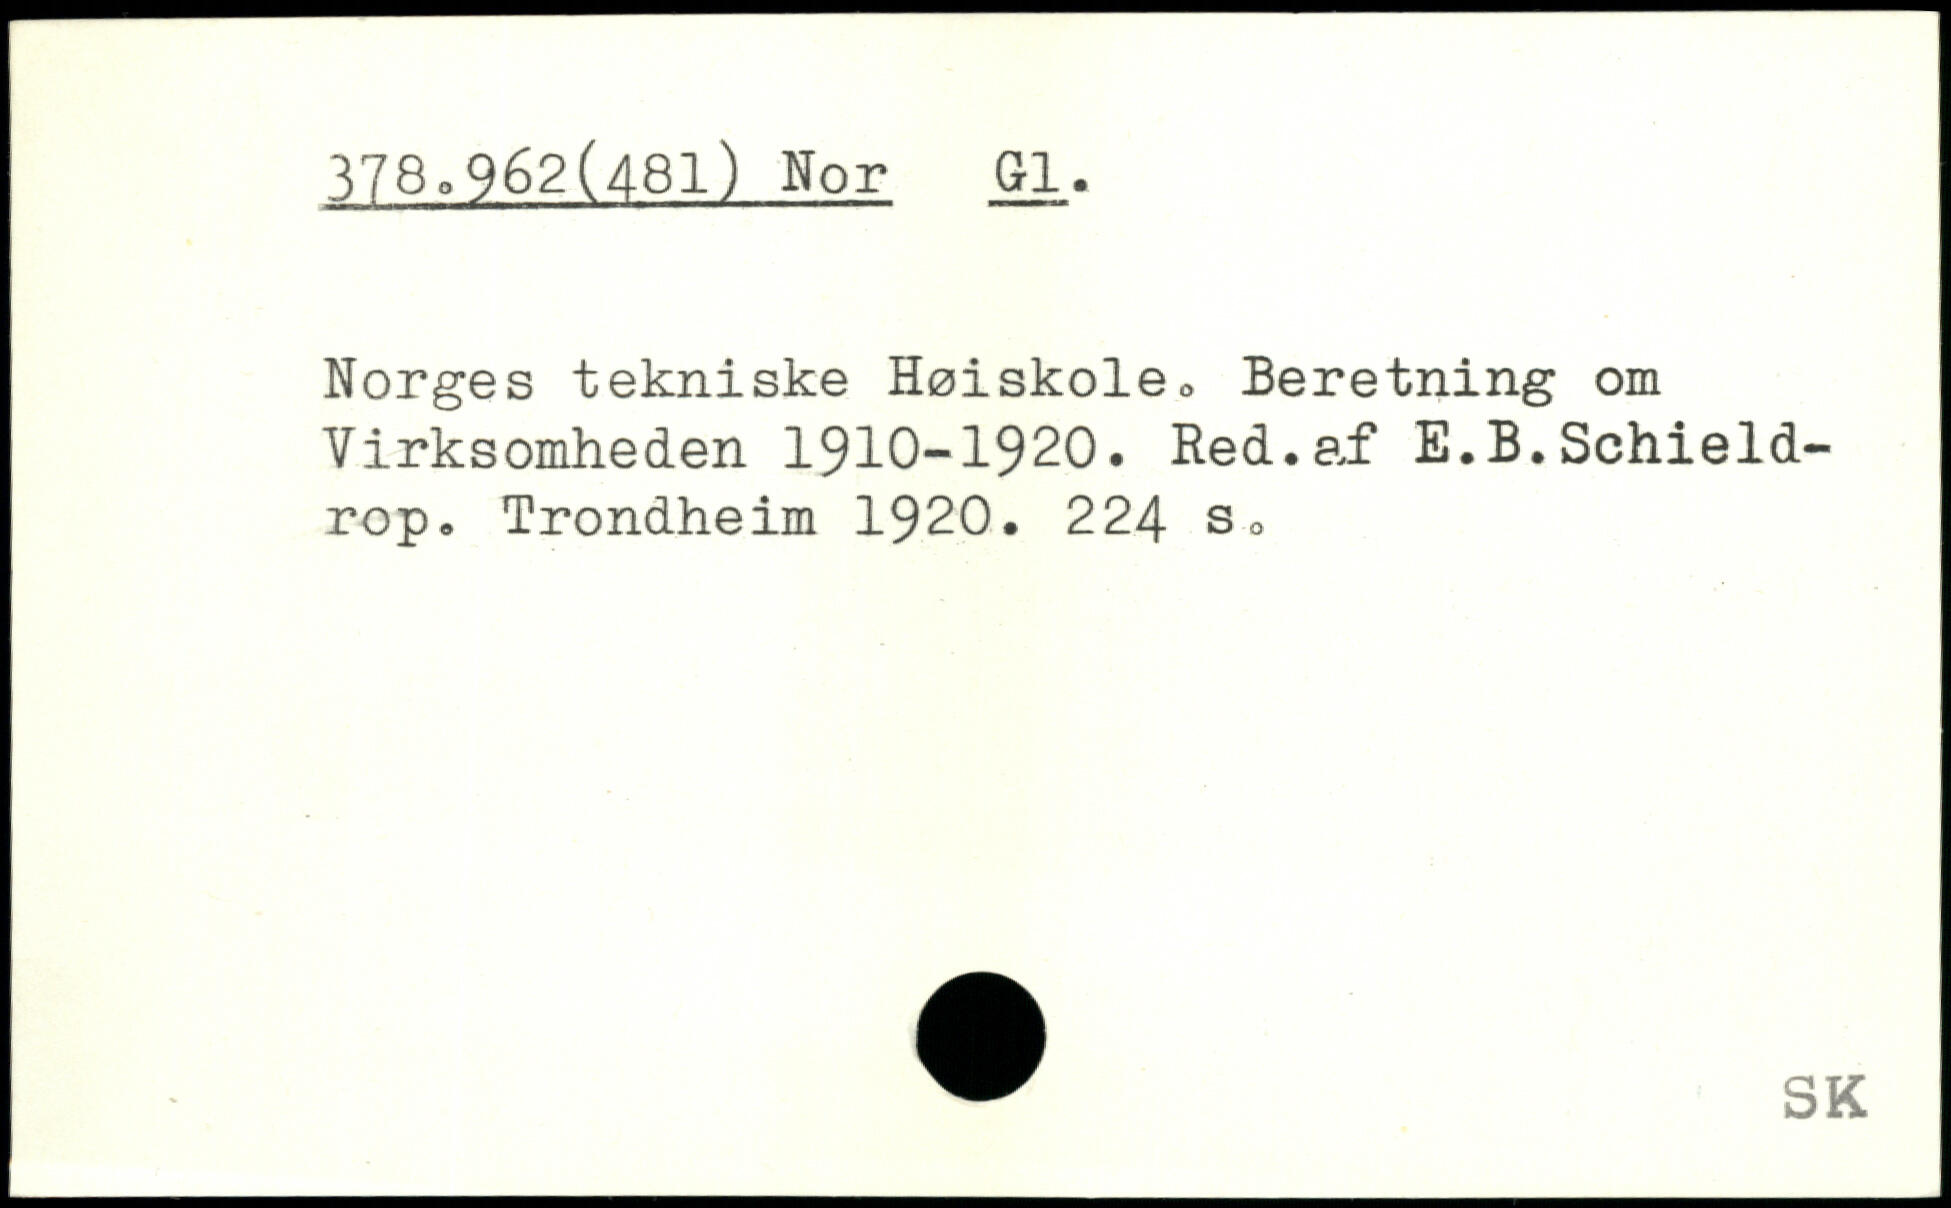 378.962(481) Nor Gl.
Norges tekniske Høiskole. Beretning om
Virksomheden 1910-1920. Red.af E.B.Schield-
rop. Trondheim 1920. 224 s.
SK